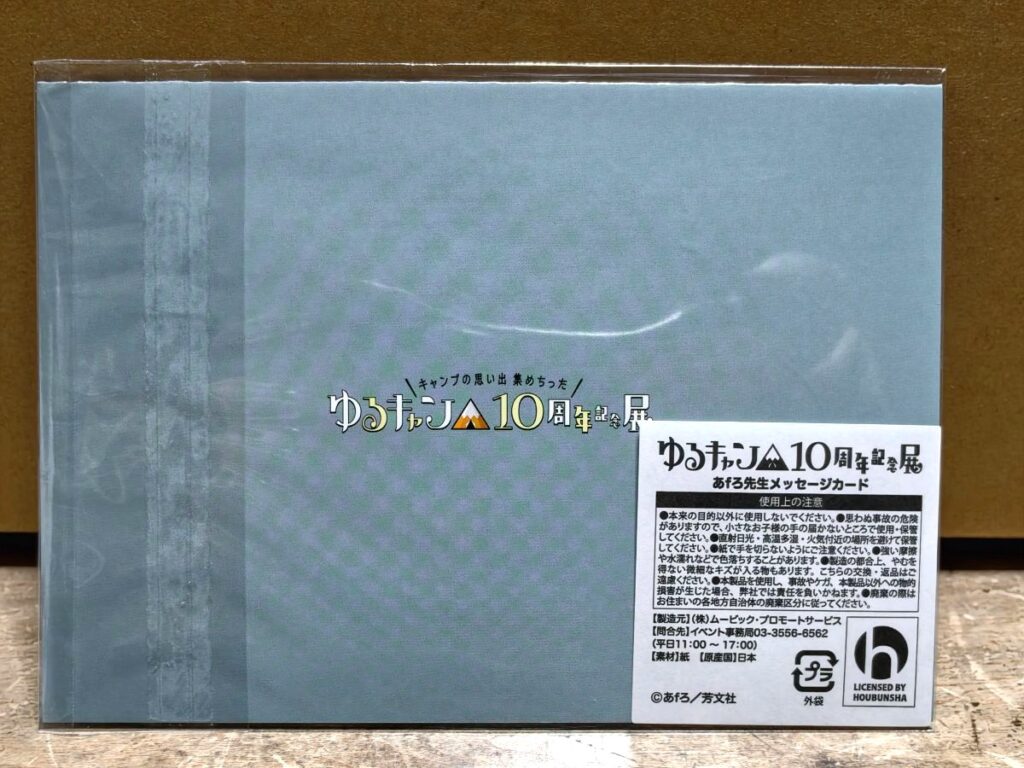 キャンプの思い出 集めちった
ゆるキャン△10周年記念展
ゆるキャン△10周年記念展
あfろ先生メッセージカード
使用上の注意
●本来の目的以外に使用しないでください。●思わぬ事故の危険
がありますので、小さなお子様の手の届かないところで使用・保管
してください。●直射日光・高温多湿・火気付近の場所を避けて保管
してください。●紙で手を切らないようにご注意ください。●強い摩擦
や水濡れなどで色落ちすることがあります。●製造の都合上、やむを
得ない微細なキズが入る物もあります。こちらの交換・返品はご
遠慮ください。●本製品を使用し、事故やケガ、本製品以外への物的
損害が生じた場合、弊社では責任を負いかねます。●廃棄の際は
お住まいの各地方自治体の廃棄区分に従ってください。
【製造元】(株)ムービック・プロモートサービス
【問合先】イベント事務局03-3556-6562
(平日11:00〜17:00)
【素材】紙 【原産国】日本
プラ
外袋
h
LICENSED BY
HOUBUNSHA
©あfろ/芳文社